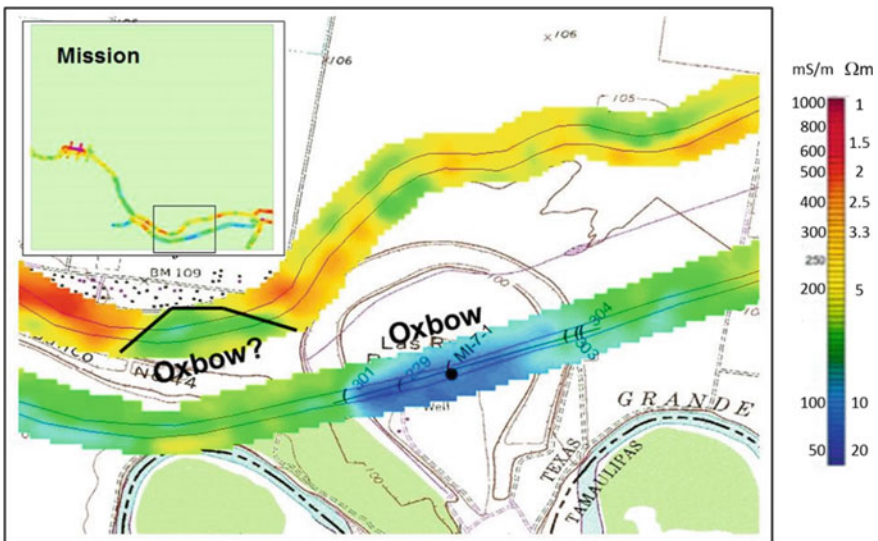 Mission
106
106
105
mS/m Ωm
1000 1
800 1.5
600 2
400 2.5
300 3.3
250
200 5
100 10
50 20
BM 109
100
Oxbow
Las
304
303
MI-7-1
329
301
Well
Oxbow?
100
GRANDE
TEXAS
TAMAULIPAS